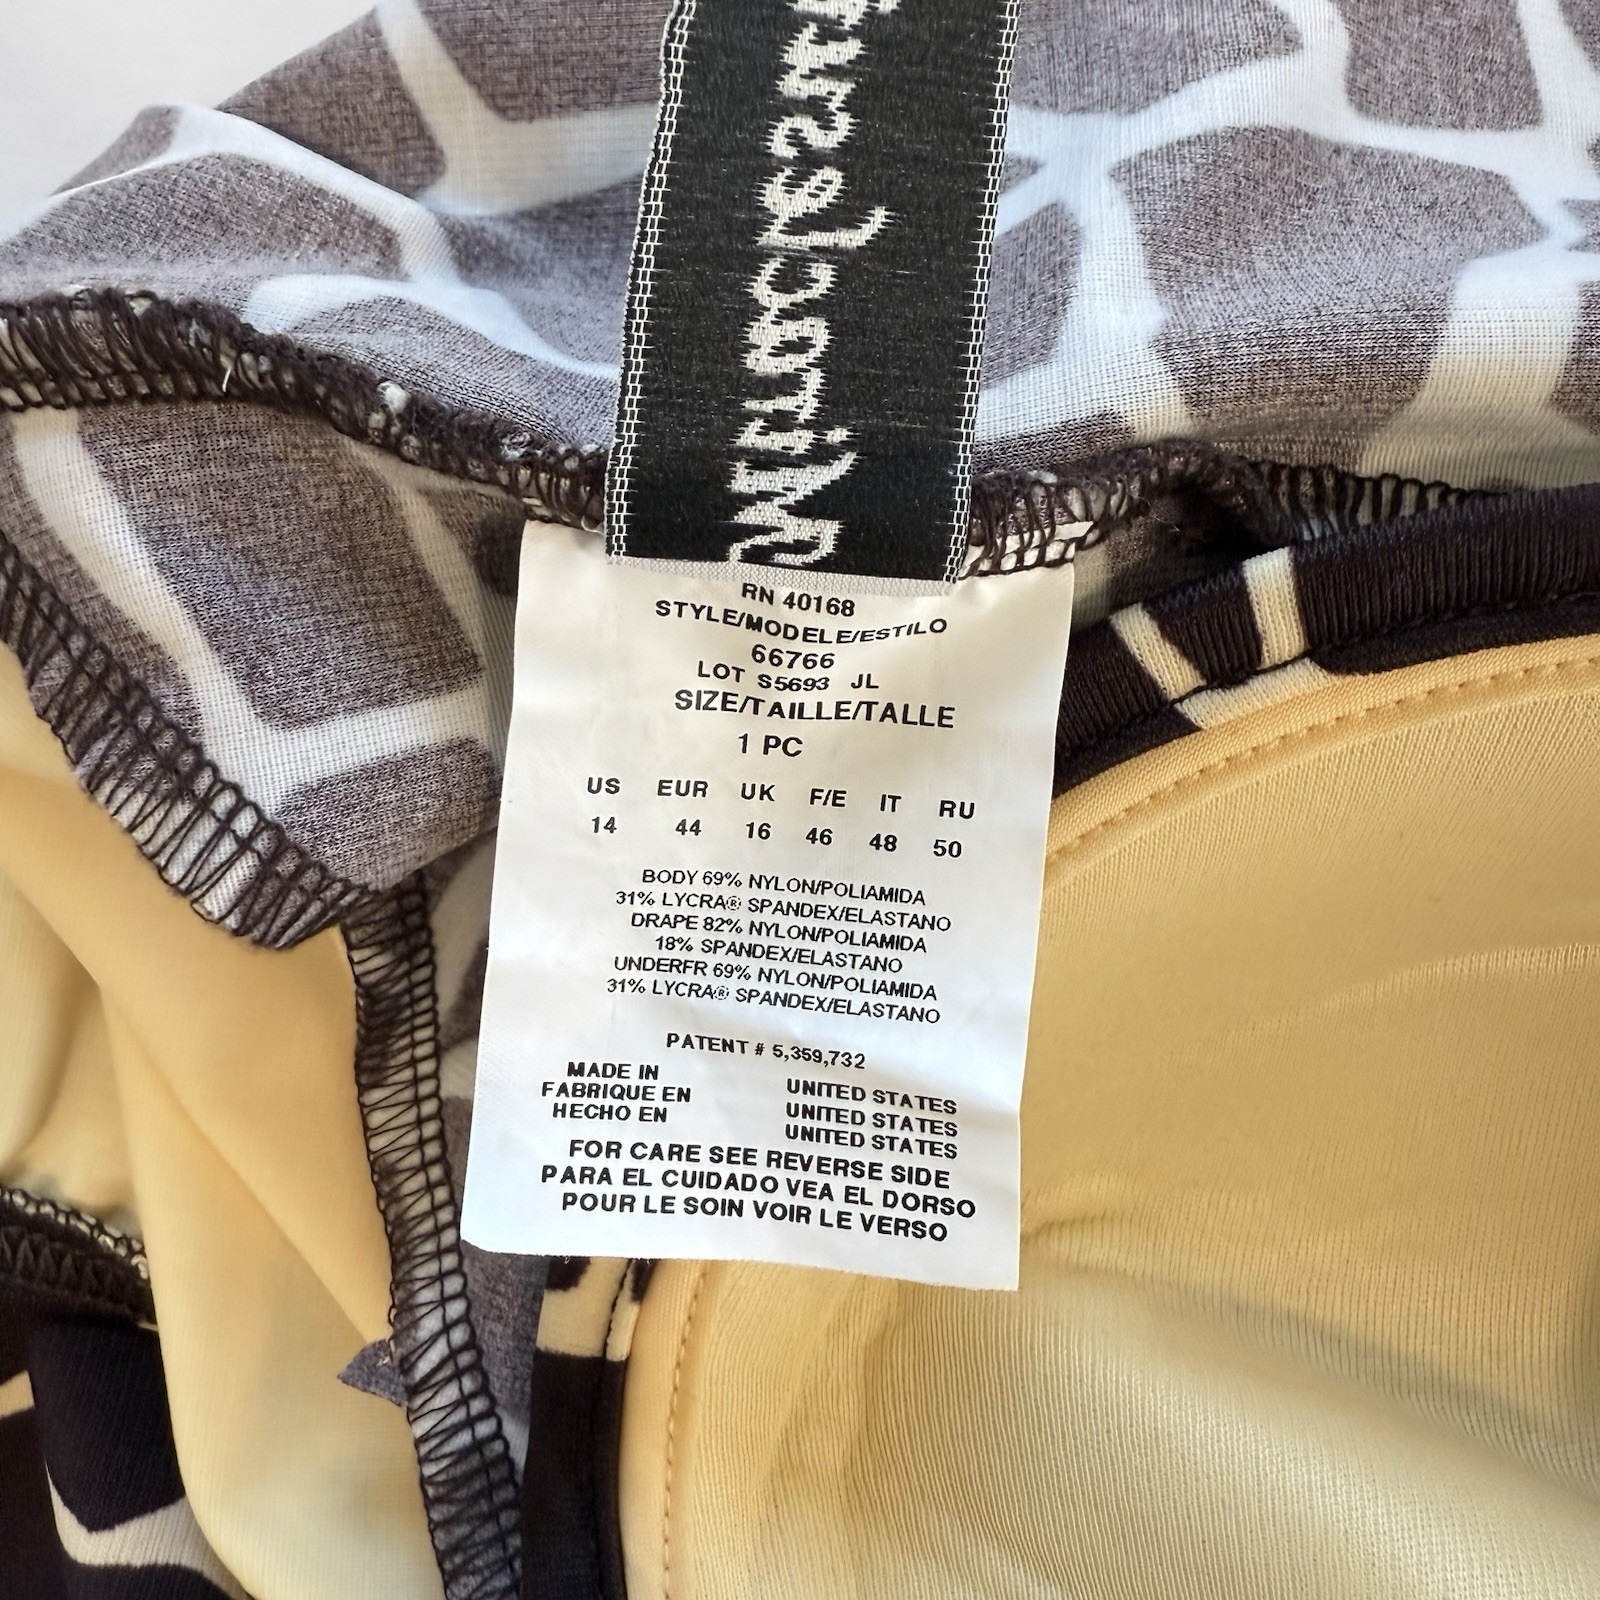 Miraclesuit
RN 40168
STYLE/MODELE/ESTILO
66766
LOT S5693 JL
SIZE/TAILLE/TALLE
1 PC
US EUR UK F/E IT RU
14 44 16 46 48 50
BODY 69% NYLON/POLIAMIDA
31% LYCRA® SPANDEX/ELASTANO
DRAPE 82% NYLON/POLIAMIDA
18% SPANDEX/ELASTANO
UNDERFR 69% NYLON/POLIAMIDA
31% LYCRA® SPANDEX/ELASTANO
PATENT # 5,359,732
MADE IN UNITED STATES
FABRIQUE EN UNITED STATES
HECHO EN UNITED STATES
FOR CARE SEE REVERSE SIDE
PARA EL CUIDADO VEA EL DORSO
POUR LE SOIN VOIR LE VERSO